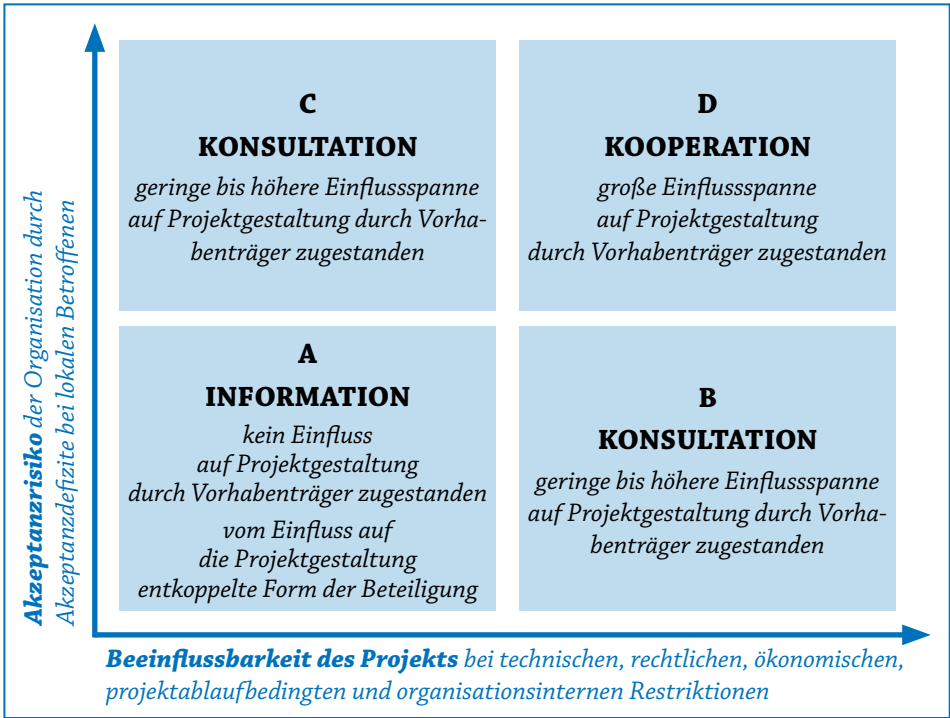 C
KONSULTATION
geringe bis höhere Einflussspanne
auf Projektgestaltung durch Vorha-
benträger zugestanden
D
KOOPERATION
große Einflussspanne
auf Projektgestaltung
durch Vorhabenträger zugestanden
A
INFORMATION
kein Einfluss
auf Projektgestaltung
durch Vorhabenträger zugestanden
vom Einfluss auf
die Projektgestaltung
entkoppelte Form der Beteiligung
B
KONSULTATION
geringe bis höhere Einflussspanne
auf Projektgestaltung durch Vorha-
benträger zugestanden
Akzeptanzrisiko der Organisation durch
Akzeptanzdefizite bei lokalen Betroffenen
Beeinflussbarkeit des Projekts bei technischen, rechtlichen, ökonomischen,
projektablaufbedingten und organisationsinternen Restriktionen